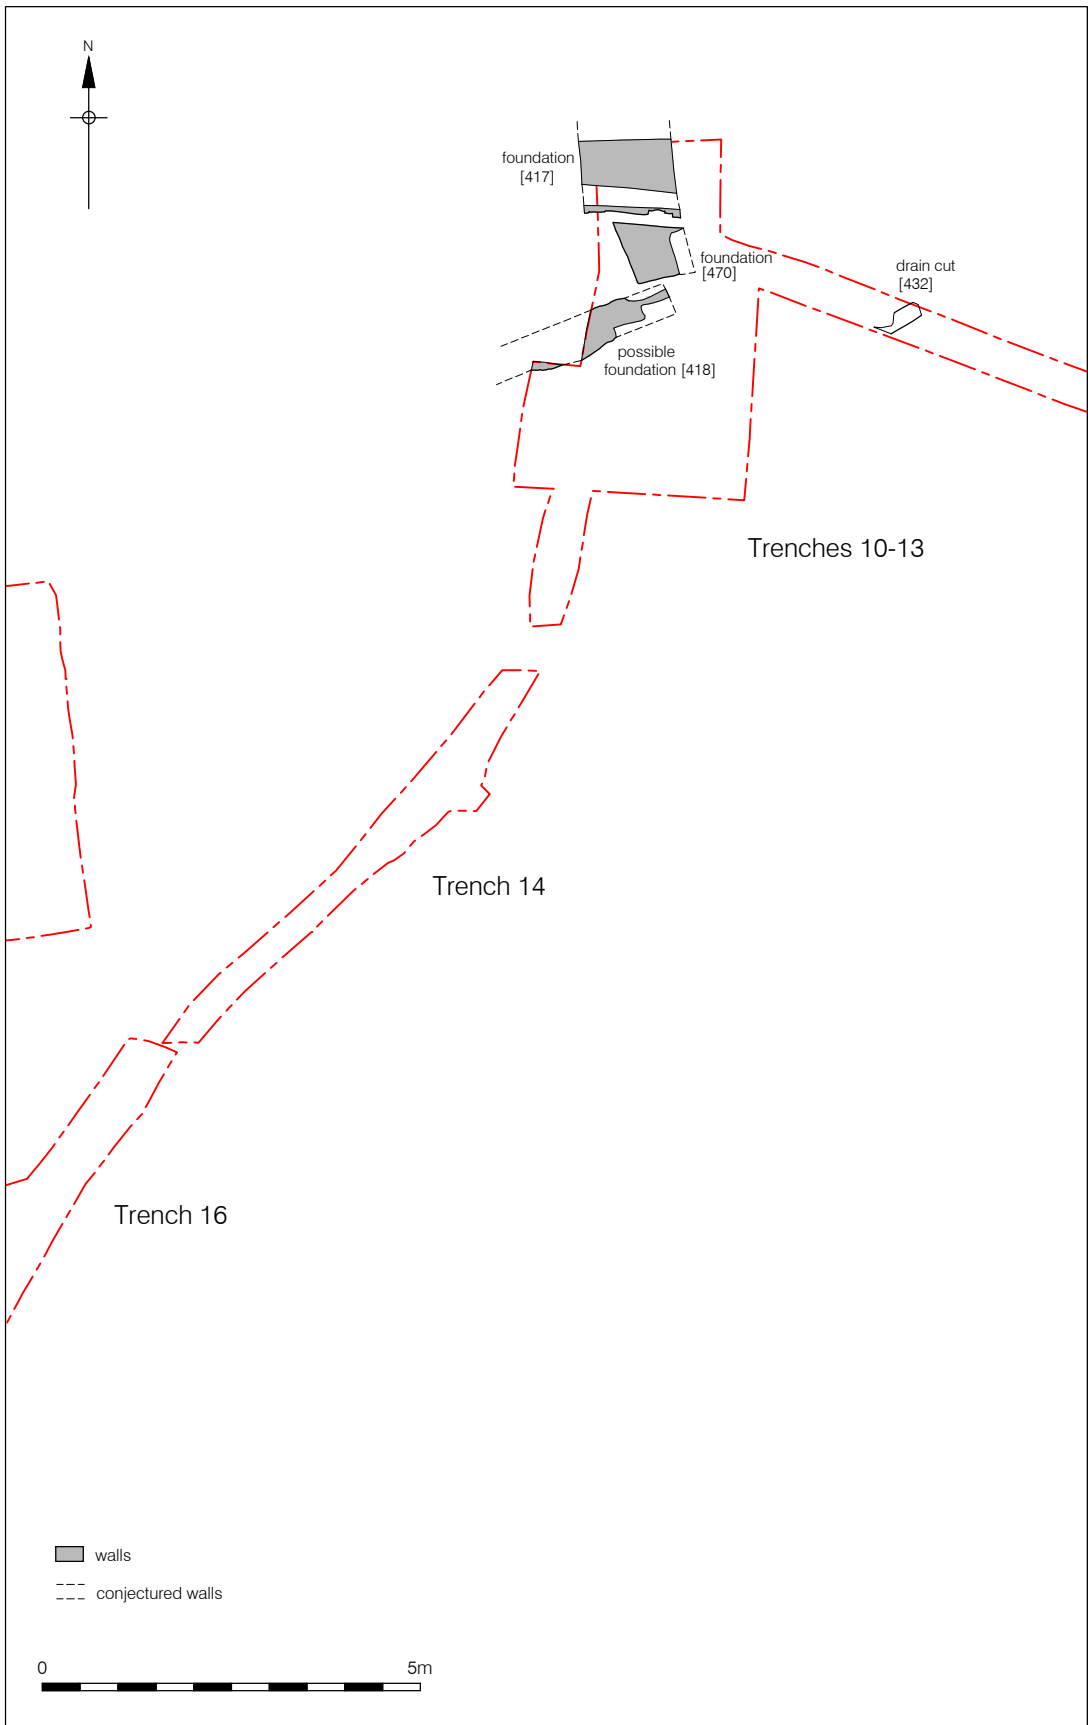 N
foundation
[417]
foundation
[470]
drain cut
[432]
possible
foundation [418]
Trenches 10-13
Trench 14
Trench 16
walls
conjectured walls
0 5m